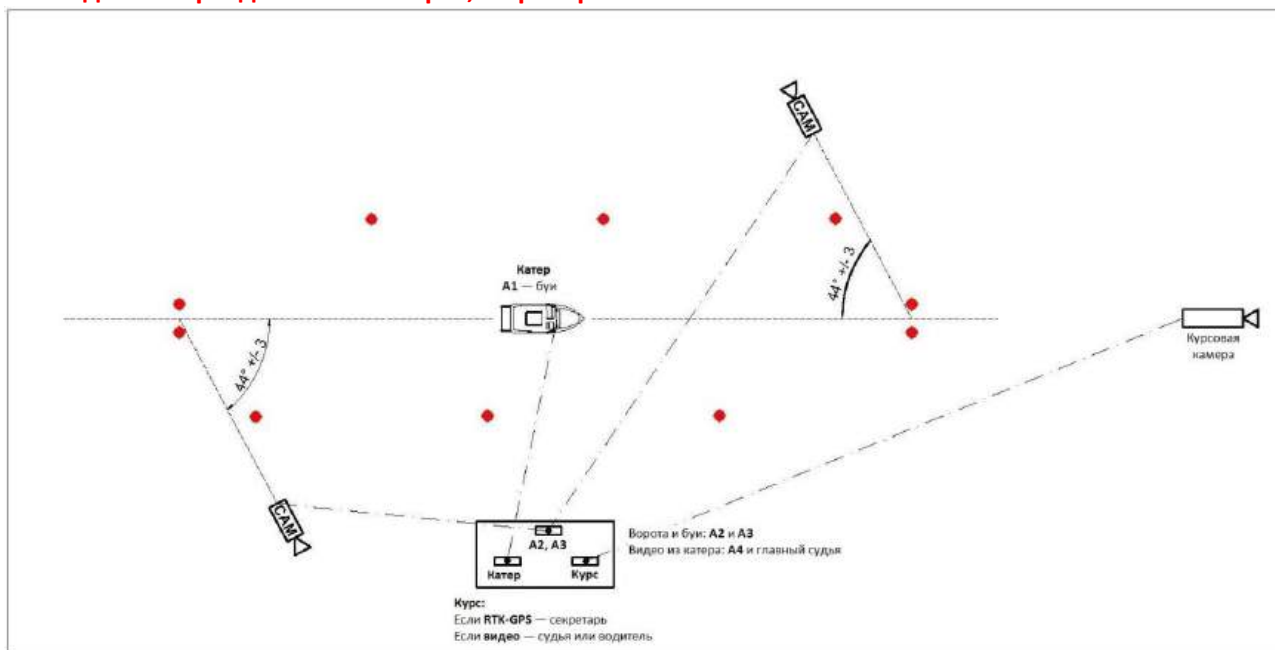 CAM
44° +/- 3
Катер
A1 — буи
44° +/- 3
Курсовая
камера
CAM
A2, A3
Катер
Курс
Ворота и буи: A2 и A3
Видео из катера: A4 и главный судья
Курс:
Если RTK-GPS — секретарь
Если видео — судья или водитель